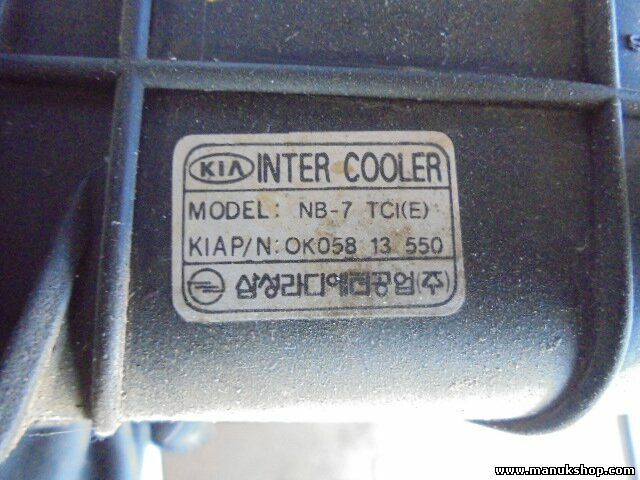 KIA INTER COOLER
MODEL: NB-7 TCI(E)
KIAP/N: OK058 13 550
삼성라디에터공업(주)
www.manukshop.com